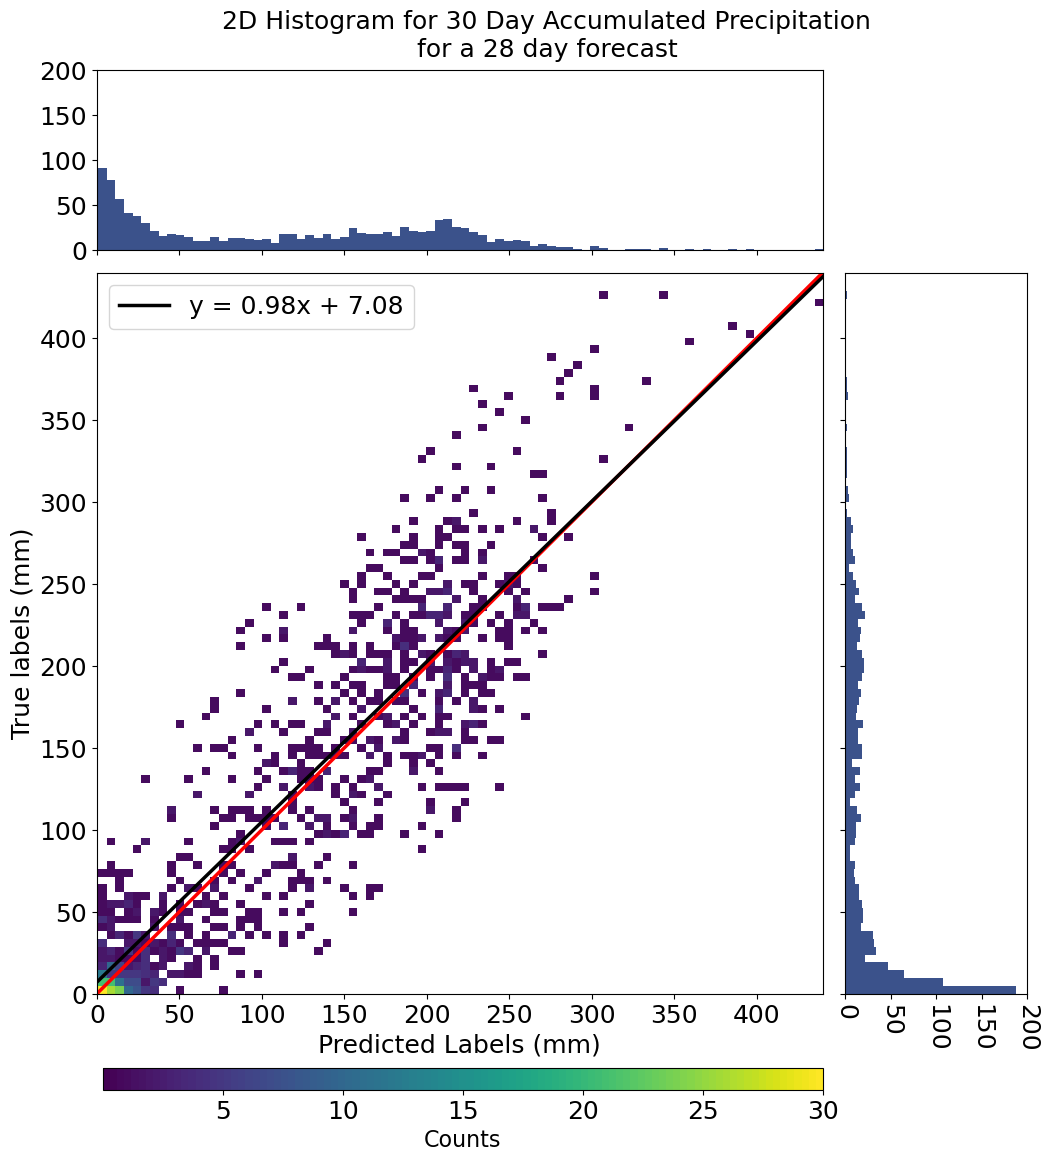 2D Histogram for 30 Day Accumulated Precipitation
for a 28 day forecast
200
150
100
50
0
y = 0.98x + 7.08
True labels (mm)
400
350
300
250
200
150
100
50
0
0 50 100 150 200 250 300 350 400
Predicted Labels (mm)
0 50 100 150 200
5 10 15 20 25 30
Counts